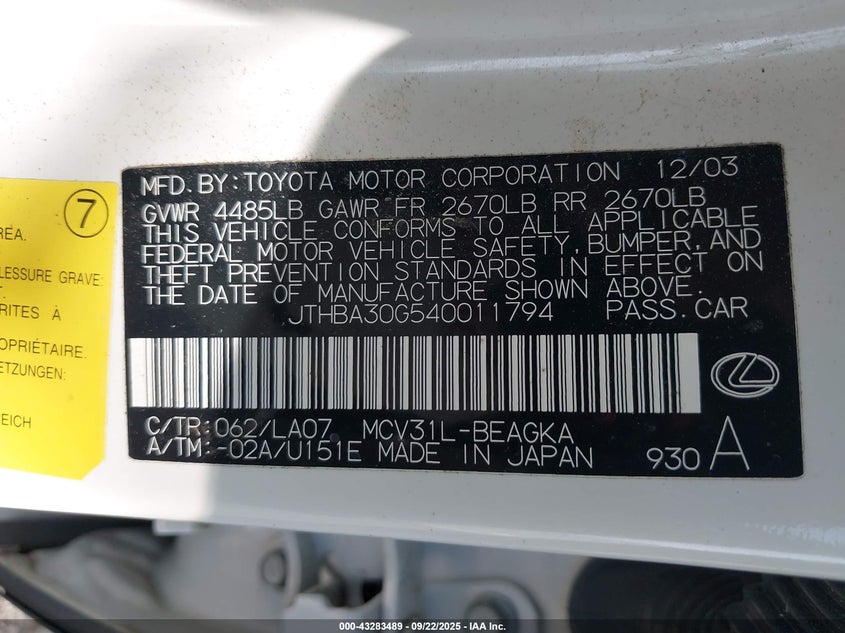 7
RÉA.
LESSURE GRAVE:
RITES À
OPRIÉTAIRE.
ETZUNGEN:
EICH
MFD. BY: TOYOTA MOTOR CORPORATION 12/03
GVWR 4485LB GAWR FR 2670LB RR 2670LB
THIS VEHICLE CONFORMS TO ALL APPLICABLE
FEDERAL MOTOR VEHICLE SAFETY, BUMPER, AND
THEFT PREVENTION STANDARDS IN EFFECT ON
THE DATE OF MANUFACTURE SHOWN ABOVE.
JTHBA30G540011794 PASS. CAR
C/TR: 062/LA07 MCV31L-BEAGKA
A/TM: -02A/U151E MADE IN JAPAN 930 A
000-43283489 - 09/22/2025 - IAA Inc.